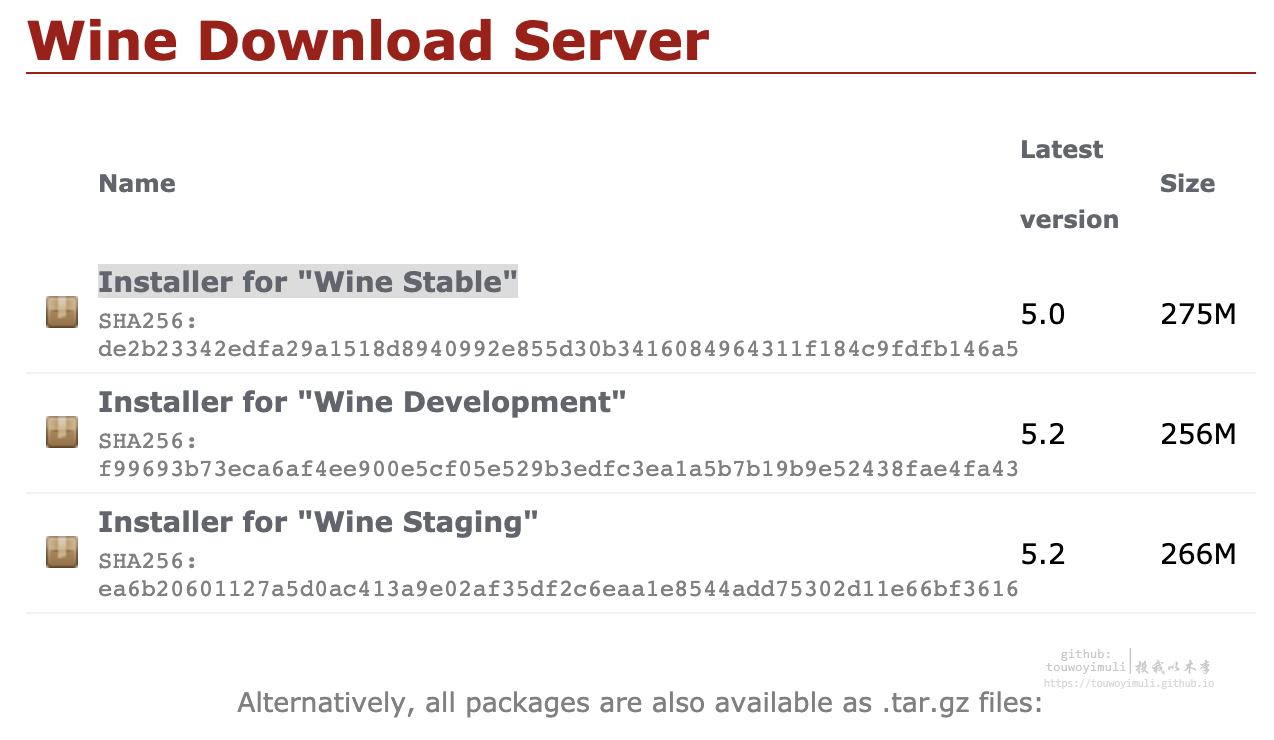 Wine Download Server
Name
Latest
version
Size
Installer for "Wine Stable"
SHA256:
de2b23342edfa29a1518d8940992e855d30b3416084964311f184c9fdfb146a5
5.0
275M
Installer for "Wine Development"
SHA256:
f99693b73eca6af4ee900e5cf05e529b3edfc3ea1a5b7b19b9e52438fae4fa43
5.2
256M
Installer for "Wine Staging"
SHA256:
ea6b20601127a5d0ac413a9e02af35df2c6eaa1e8544add75302d11e66bf3616
5.2
266M
github:
touwoyimuli
投我以木李
https://touwoyimuli.github.io
Alternatively, all packages are also available as .tar.gz files: